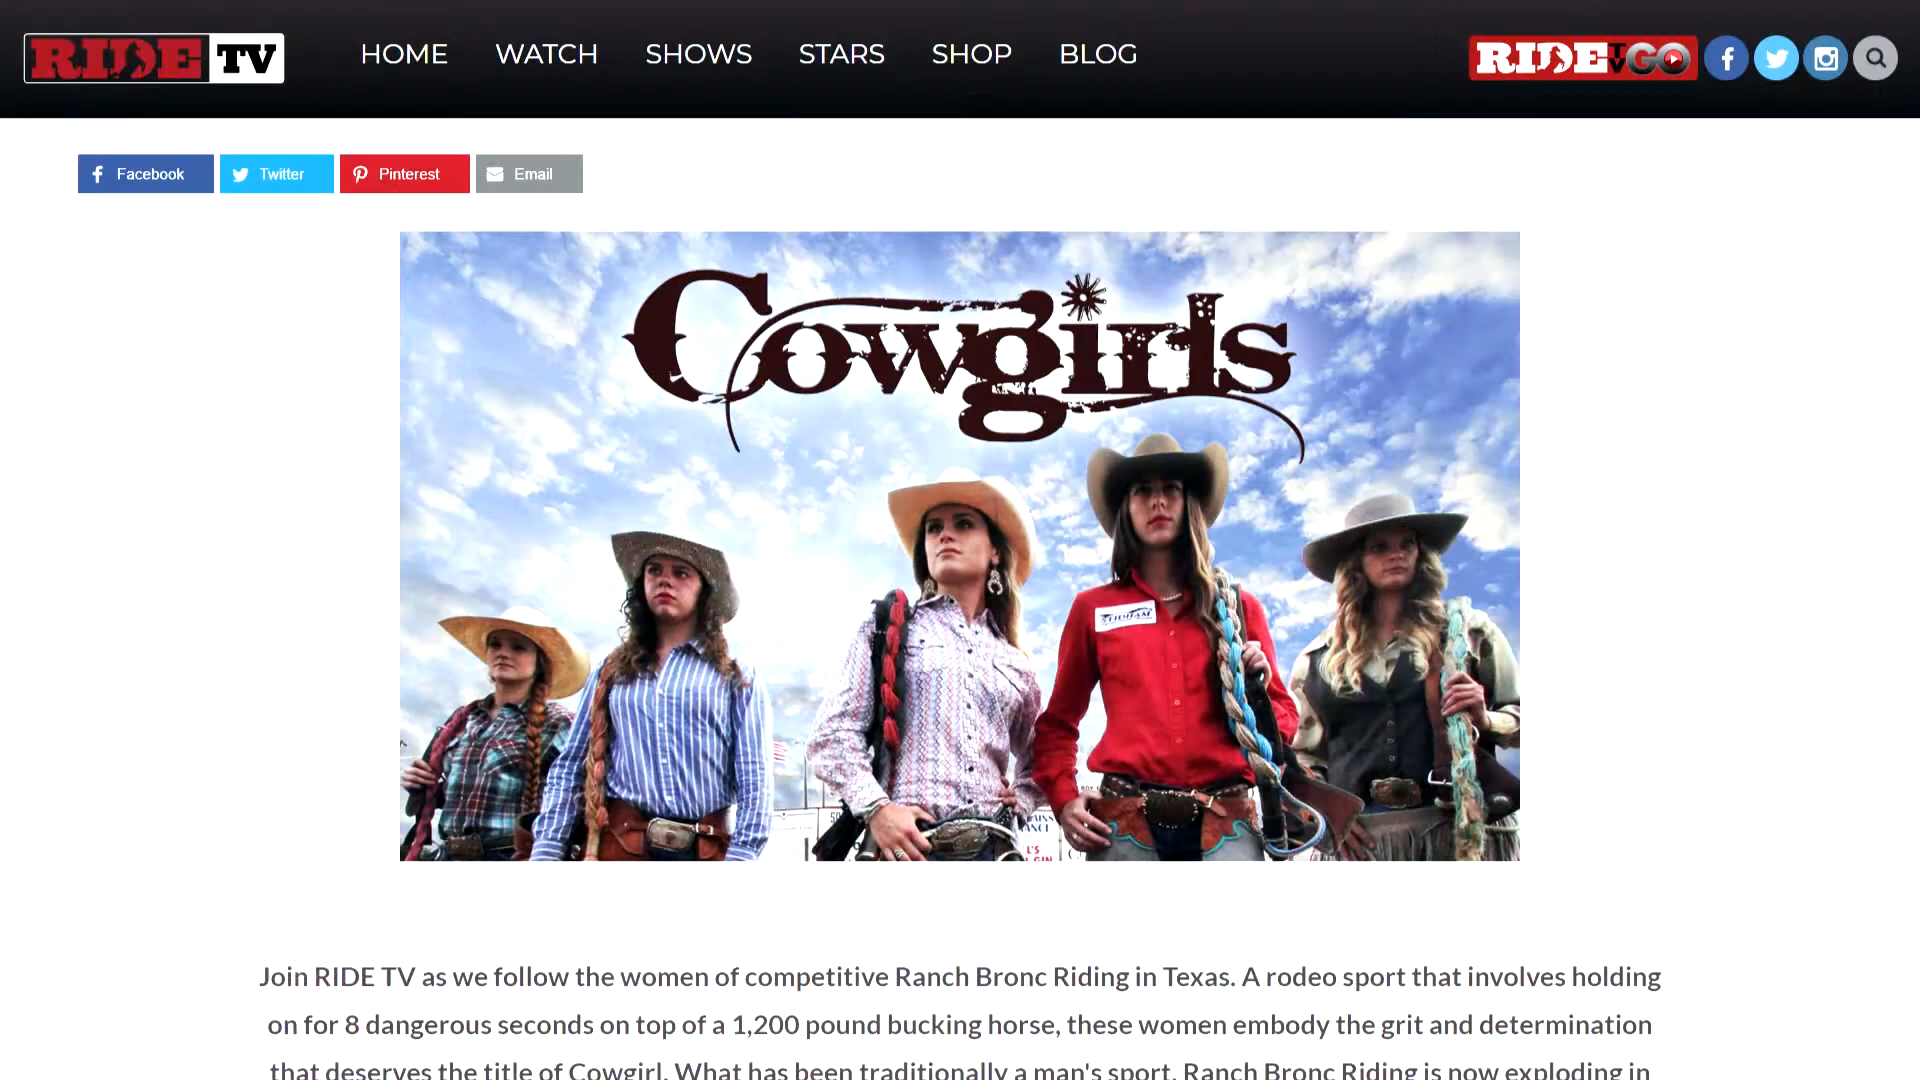 RIDE TV
HOME WATCH SHOWS STARS SHOP BLOG
RIDE TV GO
Facebook Twitter Pinterest Email
Cowgirls
Join RIDE TV as we follow the women of competitive Ranch Bronc Riding in Texas. A rodeo sport that involves holding
on for 8 dangerous seconds on top of a 1,200 pound bucking horse, these women embody the grit and determination
that deserves the title of Cowgirl. What has been traditionally a man's sport, Ranch Bronc Riding is now exploding in